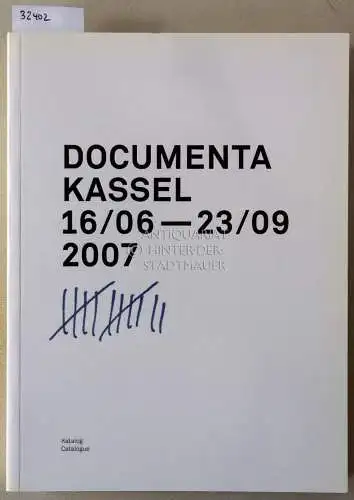 32402
DOCUMENTA
KASSEL
16/06—23/09
2007
ANTIQUARIAT
HINTER·DER·
STADTMAUER
Katalog
Catalogue